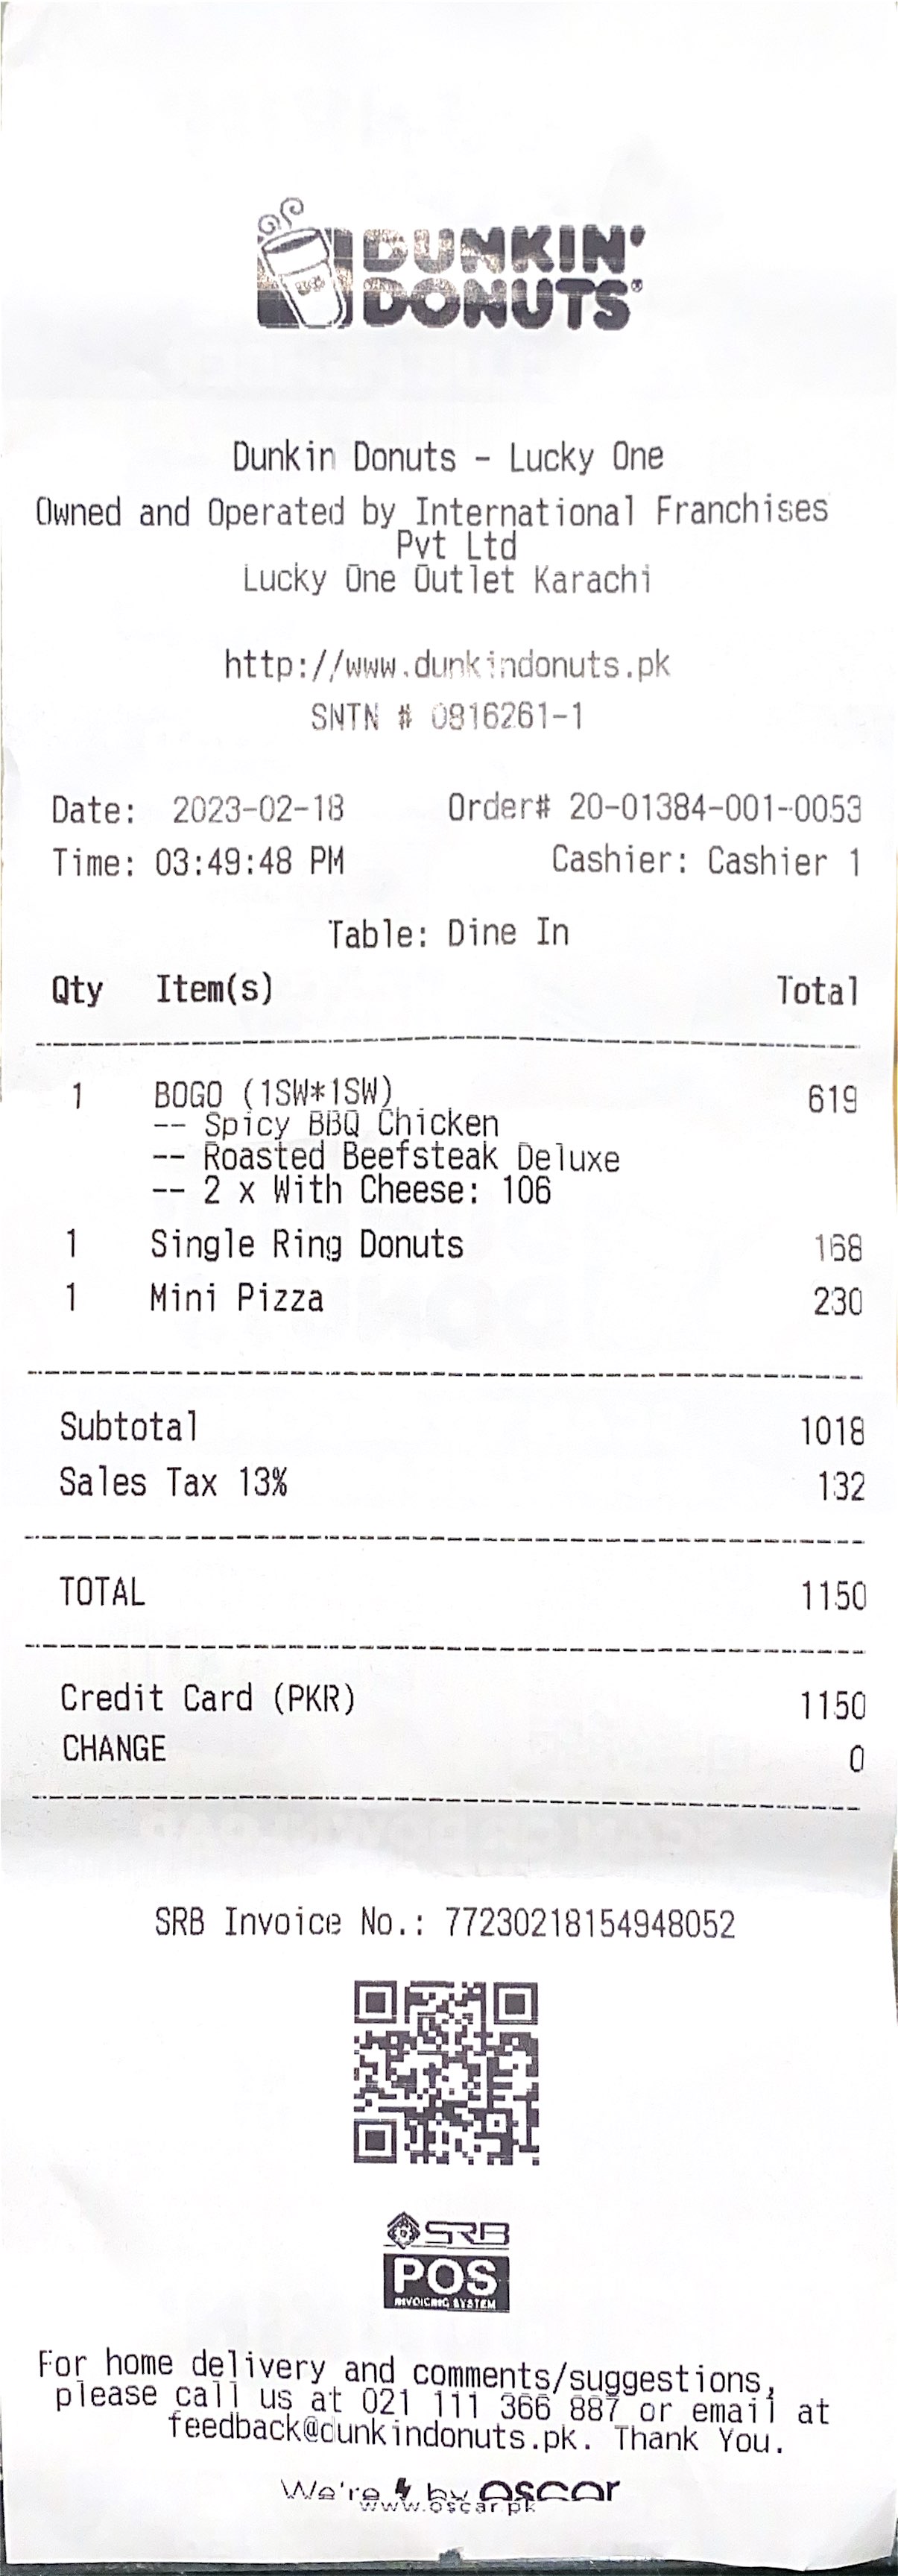 DUNKIN'
DONUTS®
Dunkin Donuts - Lucky One
Owned and Operated by International Franchises
Pvt Ltd
Lucky One Outlet Karachi
http://www.dunkindonuts.pk
SNTN # 0816261-1
Date: 2023-02-18 Order# 20-01384-001-0053
Time: 03:49:48 PM Cashier: Cashier 1
Table: Dine In
Qty Item(s) Total
1 BOGO (1SW*1SW) 619
-- Spicy BBQ Chicken
-- Roasted Beefsteak Deluxe
-- 2 x With Cheese: 106
1 Single Ring Donuts 168
1 Mini Pizza 230
Subtotal 1018
Sales Tax 13% 132
TOTAL 1150
Credit Card (PKR) 1150
CHANGE 0
SRB Invoice No.: 77230218154948052
SRB
POS
INVOICING SYSTEM
For home delivery and comments/suggestions,
please call us at 021 111 366 887 or email at
feedback@dunkindonuts.pk. Thank You.
We're by oscar
www.oscar.pk